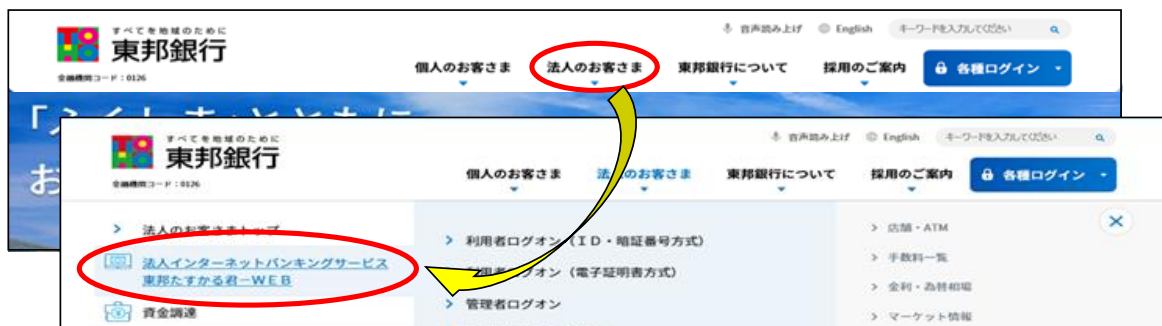 すべてを地域のために
東邦銀行
金融機関コード：0126
音声読み上げ
English
キーワードを入力してください
個人のお客さま
法人のお客さま
東邦銀行について
採用のご案内
各種ログイン
すべてを地域のために
東邦銀行
金融機関コード：0126
音声読み上げ
English
キーワードを入力してください
個人のお客さま
法人のお客さま
東邦銀行について
採用のご案内
各種ログイン
法人のお客さまトップ
法人インターネットバンキングサービス
東邦たすかる君－ＷＥＢ
資金調達
利用者ログオン（ＩＤ・暗証番号方式）
利用者ログオン（電子証明書方式）
管理者ログオン
店舗・ATM
手数料一覧
金利・為替相場
マーケット情報